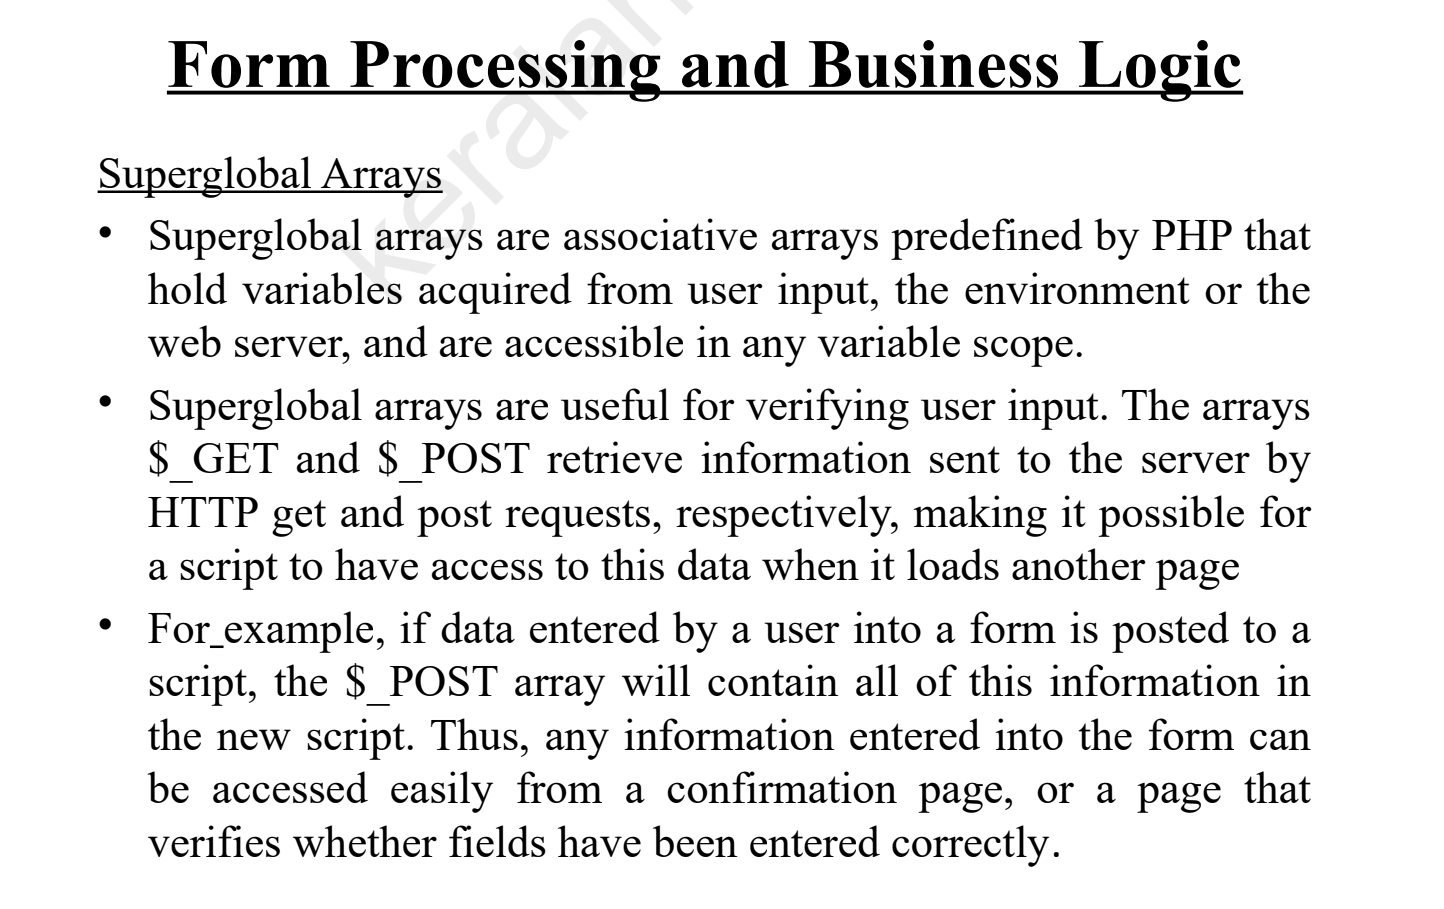 Form Processing and Business Logic
Superglobal Arrays
• Superglobal arrays are associative arrays predefined by PHP that
hold variables acquired from user input, the environment or the
web server, and are accessible in any variable scope.
• Superglobal arrays are useful for verifying user input. The arrays
$_GET and $_POST retrieve information sent to the server by
HTTP get and post requests, respectively, making it possible for
a script to have access to this data when it loads another page
• For_example, if data entered by a user into a form is posted to a
script, the $_POST array will contain all of this information in
the new script. Thus, any information entered into the form can
be accessed easily from a confirmation page, or a page that
verifies whether fields have been entered correctly.